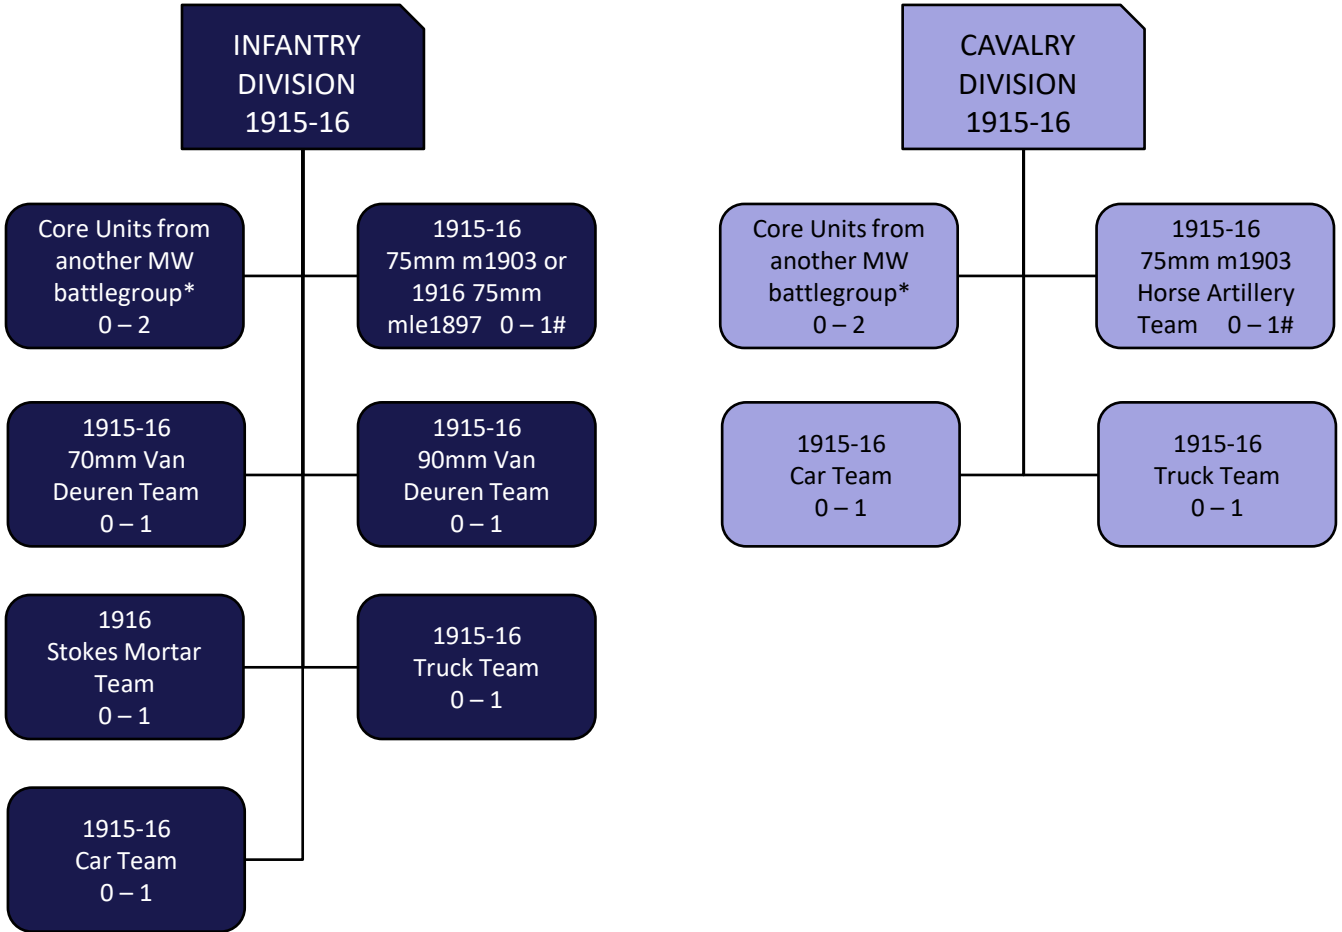 INFANTRY
DIVISION
1915-16
Core Units from
another MW
battlegroup*
0 – 2
1915-16
75mm m1903 or
1916 75mm
mle1897 0 – 1#
1915-16
70mm Van
Deuren Team
0 – 1
1915-16
90mm Van
Deuren Team
0 – 1
1916
Stokes Mortar
Team
0 – 1
1915-16
Truck Team
0 – 1
1915-16
Car Team
0 – 1
CAVALRY
DIVISION
1915-16
Core Units from
another MW
battlegroup*
0 – 2
1915-16
75mm m1903
Horse Artillery
Team 0 – 1#
1915-16
Car Team
0 – 1
1915-16
Truck Team
0 – 1